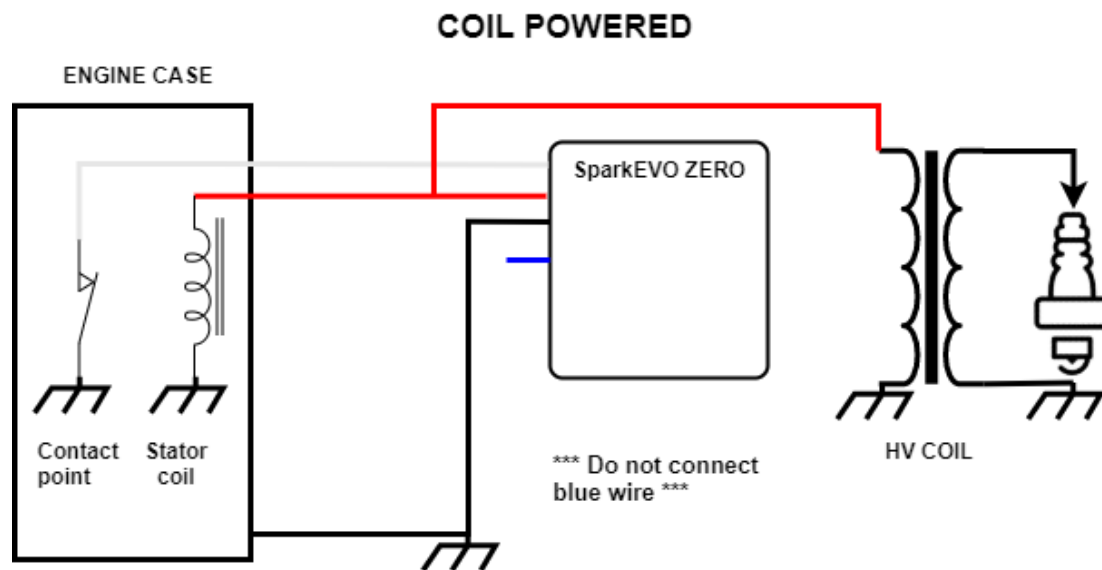 COIL POWERED
ENGINE CASE
SparkEVO ZERO
Contact
point
Stator
coil
*** Do not connect
blue wire ***
HV COIL